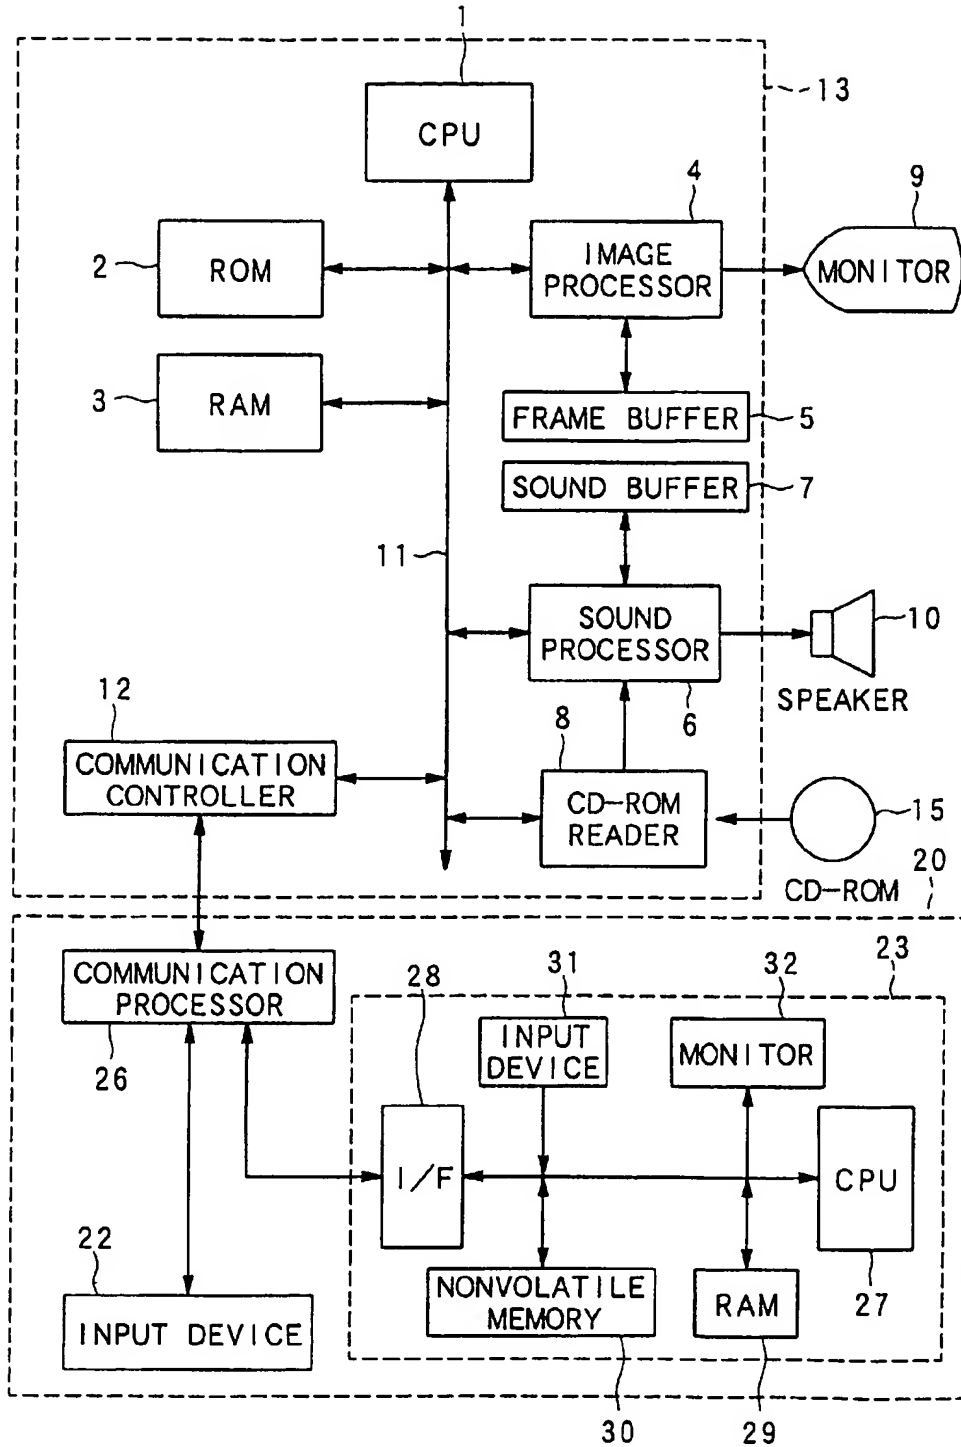 1
13
CPU
4
9
2
ROM
IMAGE
PROCESSOR
MONITOR
3
RAM
FRAME BUFFER
5
SOUND BUFFER
7
11
SOUND
PROCESSOR
10
12
8
6
SPEAKER
COMMUNICATION
CONTROLLER
CD-ROM
READER
15
20
CD-ROM
COMMUNICATION
PROCESSOR
28
31
32
23
INPUT
DEVICE
MONITOR
26
I/F
CPU
22
NONVOLATILE
MEMORY
RAM
27
INPUT DEVICE
30
29